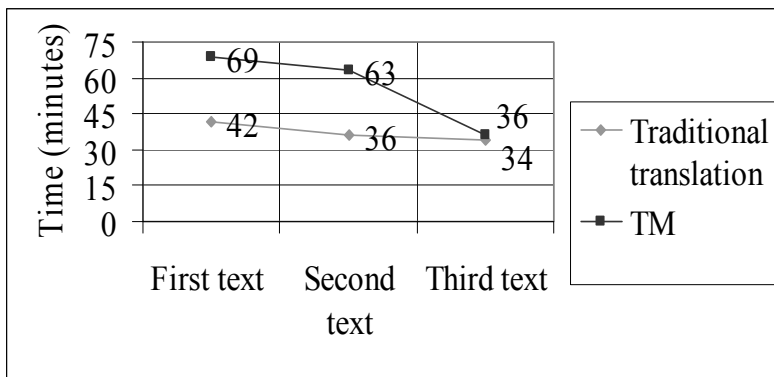 Time (minutes)
75
60
45
30
15
0
69
63
36
42
36
34
First text
Second
text
Third text
Traditional
translation
TM